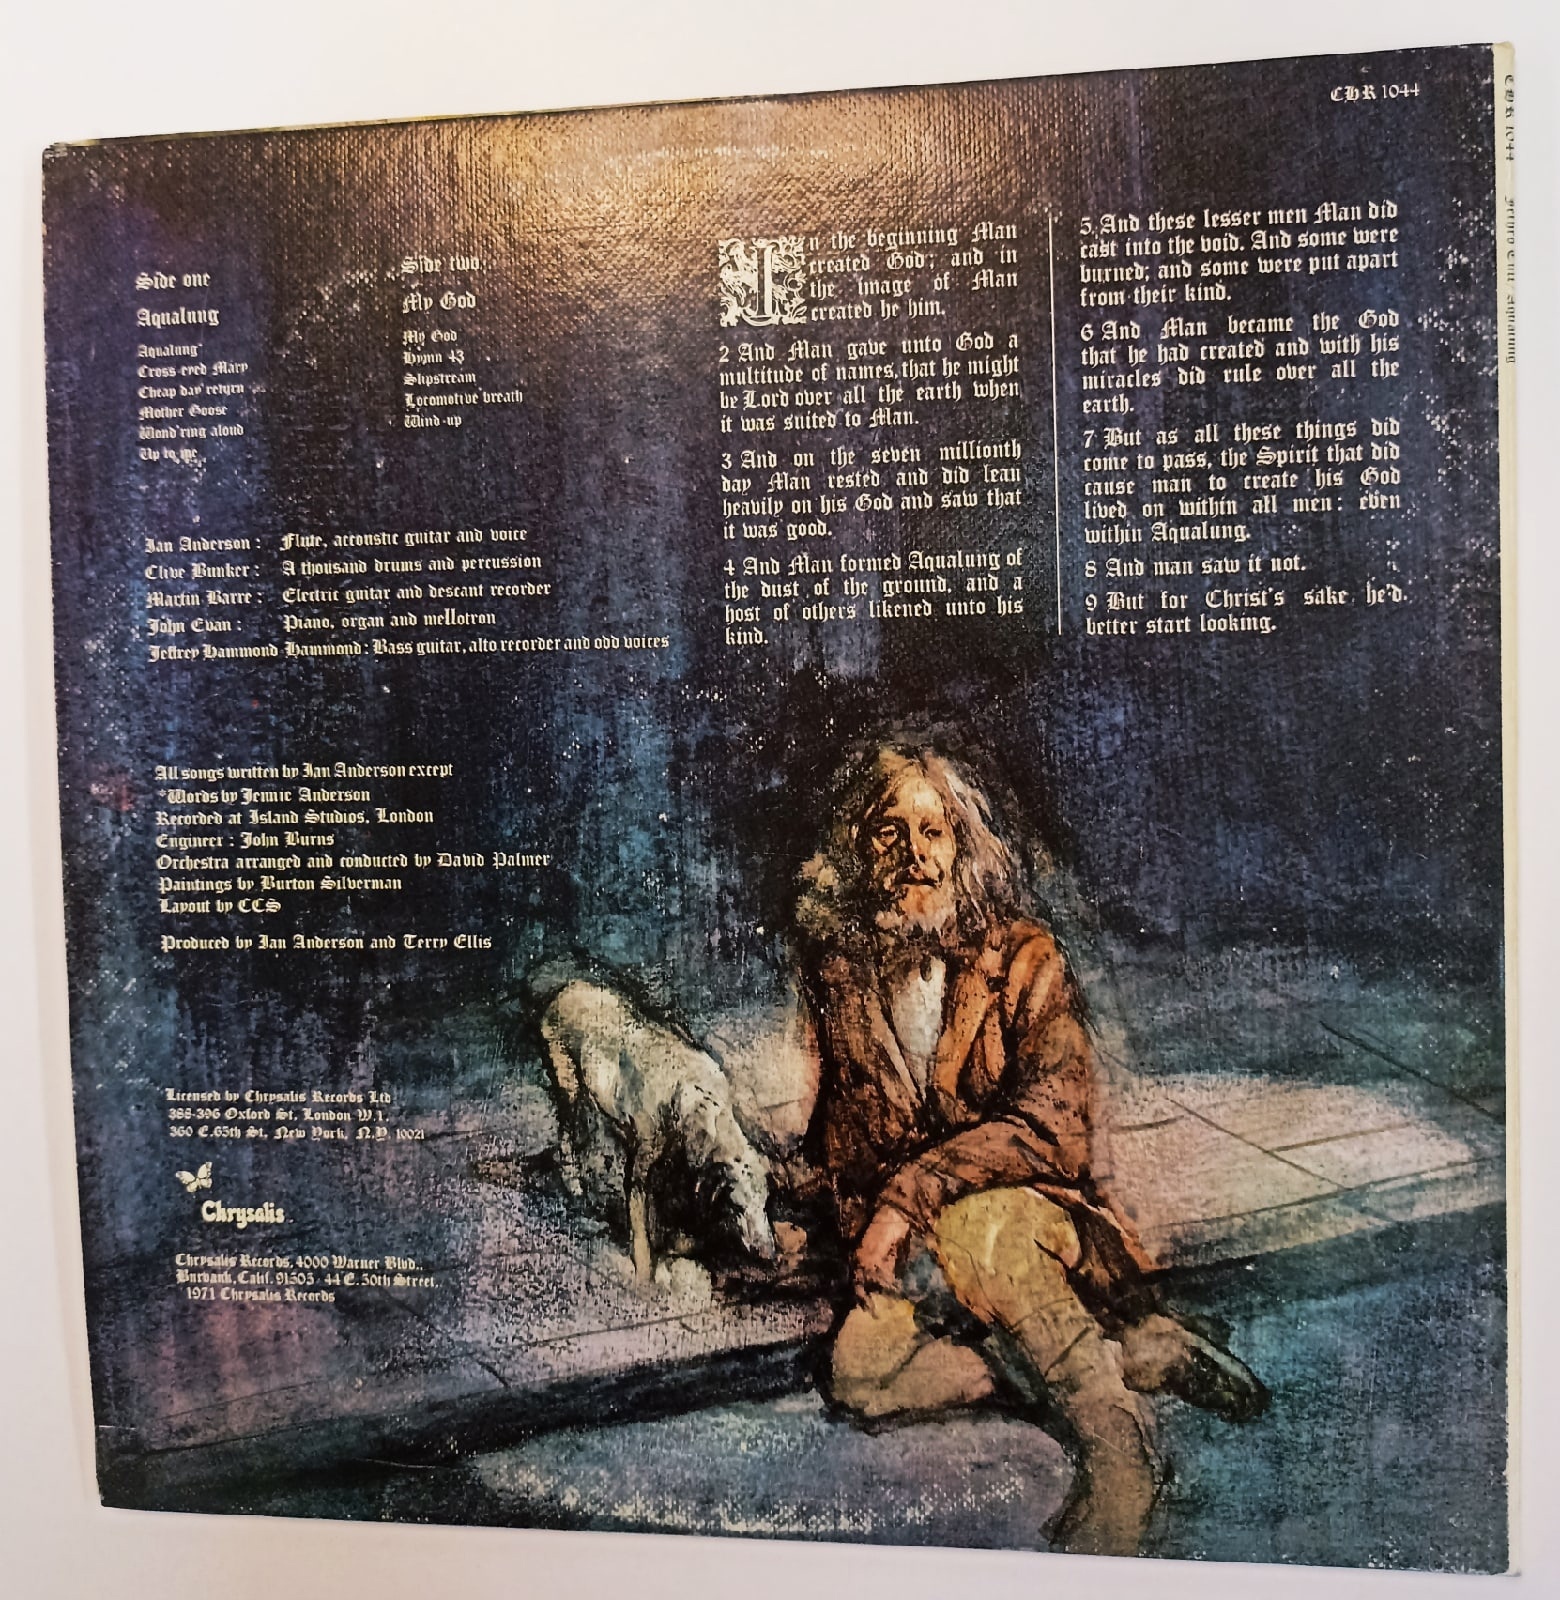 CHR 1044
Side one
Aqualung
Aqualung*
Cross-eyed Mary
Cheap day return
Mother Goose
Wond'ring aloud
Up to me
Side two
My God
My God
Hymn 43
Slipstream
Locomotive breath
Wind-up
Ian Anderson: Flute, accoustic guitar and voice
Clive Bunker: A thousand drums and percussion
Martin Barre: Electric guitar and descant recorder
John Evan: Piano, organ and mellotron
Jeffrey Hammond-Hammond: Bass guitar, alto recorder and odd voices
All songs written by Ian Anderson except
*Words by Jennie Anderson
Recorded at Island Studios, London
Engineer: John Burns
Orchestra arranged and conducted by David Palmer
Paintings by Burton Silverman
Layout by CCS
Produced by Ian Anderson and Terry Ellis
Licensed by Chrysalis Records Ltd
388-396 Oxford St, London W.1.
360 E.65th St, New York, N.Y. 10021
Chrysalis
Chrysalis Records, 4000 Warner Blvd.,
Burbank, Calif. 91505 44 E. 50th Street,
1971 Chrysalis Records
In the beginning Man
created God; and in
the image of Man
created he him.
2 And Man gave unto God a
multitude of names, that he might
be Lord over all the earth when
it was suited to Man.
3 And on the seven millionth
day Man rested and did lean
heavily on his God and saw that
it was good.
4 And Man formed Aqualung of
the dust of the ground, and a
host of others likened unto his
kind.
5 And these lesser men Man did
cast into the void. And some were
burned; and some were put apart
from their kind.
6 And Man became the God
that he had created and with his
miracles did rule over all the
earth.
7 But as all these things did
come to pass, the Spirit that did
cause man to create his God
lived on within all men: even
within Aqualung.
8 And man saw it not.
9 But for Christ's sake he'd
better start looking.
CHR 1044 Jethro Tull Aqualung